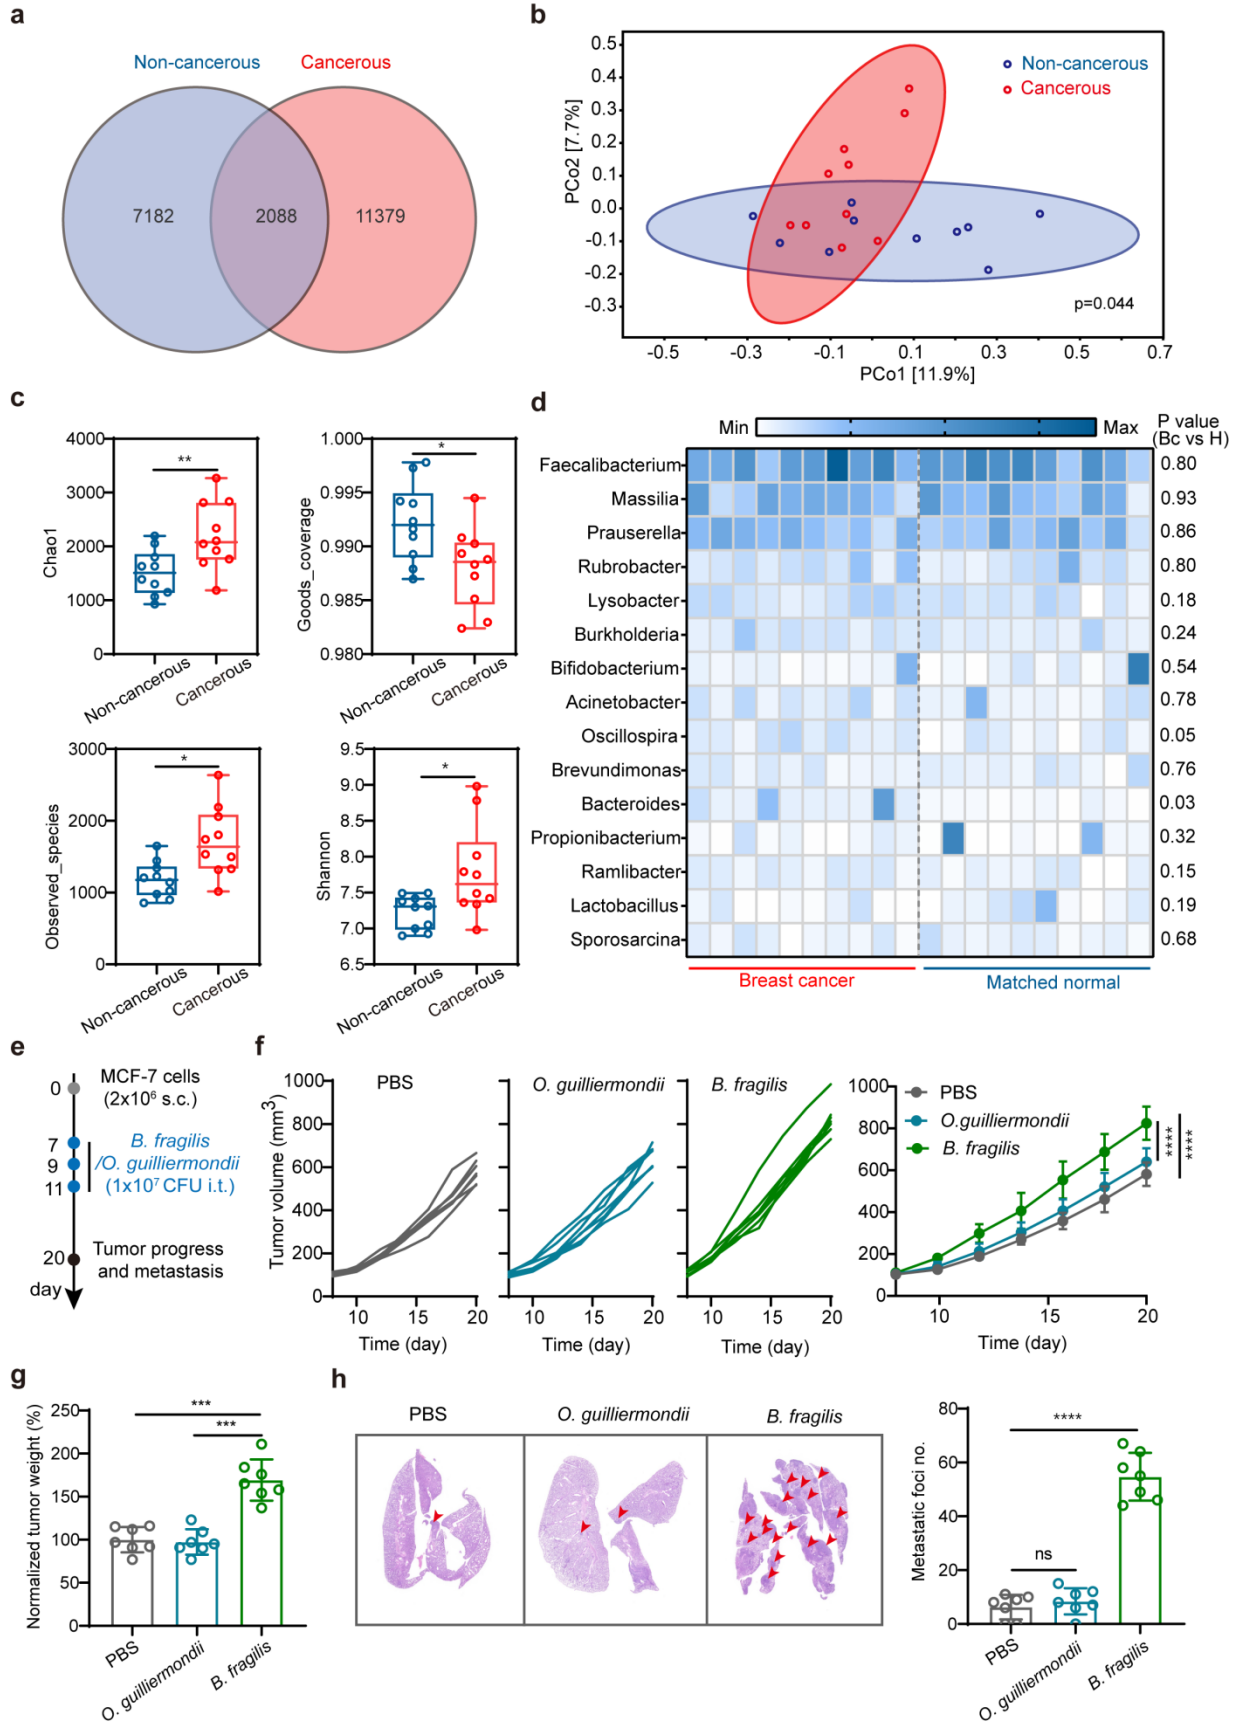 a
Non-cancerous Cancerous
7182 2088 11379
b
0.5
0.4
0.3
0.2
0.1
0.0
-0.1
-0.2
-0.3
PCo2 [7.7%]
Non-cancerous
Cancerous
p=0.044
-0.5 -0.3 -0.1 0.1 0.3 0.5 0.7
PCo1 [11.9%]
c
4000
3000
2000
1000
0
Chao1
**
Non-cancerous
Cancerous
1.000
0.995
0.990
0.985
0.980
Goods_coverage
*
Non-cancerous
Cancerous
3000
2000
1000
0
Observed_species
*
Non-cancerous
Cancerous
9.5
9.0
8.5
8.0
7.5
7.0
6.5
Shannon
*
Non-cancerous
Cancerous
d
Min Max
P value
(Bc vs H)
Faecalibacterium 0.80
Massilia 0.93
Prauserella 0.86
Rubrobacter 0.80
Lysobacter 0.18
Burkholderia 0.24
Bifidobacterium 0.54
Acinetobacter 0.78
Oscillospira 0.05
Brevundimonas 0.76
Bacteroides 0.03
Propionibacterium 0.32
Ramlibacter 0.15
Lactobacillus 0.19
Sporosarcina 0.68
Breast cancer Matched normal
e
0 MCF-7 cells
(2x10⁶ s.c.)
7 B. fragilis
9 /O. guilliermondii
11 (1x10⁷ CFU i.t.)
20 Tumor progress
and metastasis
day
f
Tumor volume (mm³)
1000
800
600
400
200
0
PBS
10 15 20
Time (day)
O. guilliermondii
10 15 20
Time (day)
B. fragilis
10 15 20
Time (day)
1000
800
600
400
200
0
PBS
O.guilliermondii
B. fragilis
****
****
10 15 20
Time (day)
g
Normalized tumor weight (%)
250
200
150
100
50
0
***
***
PBS
O. guilliermondii
B. fragilis
h
PBS O. guilliermondii B. fragilis
Metastatic foci no.
80
60
40
20
0
****
ns
PBS
O. guilliermondii
B. fragilis